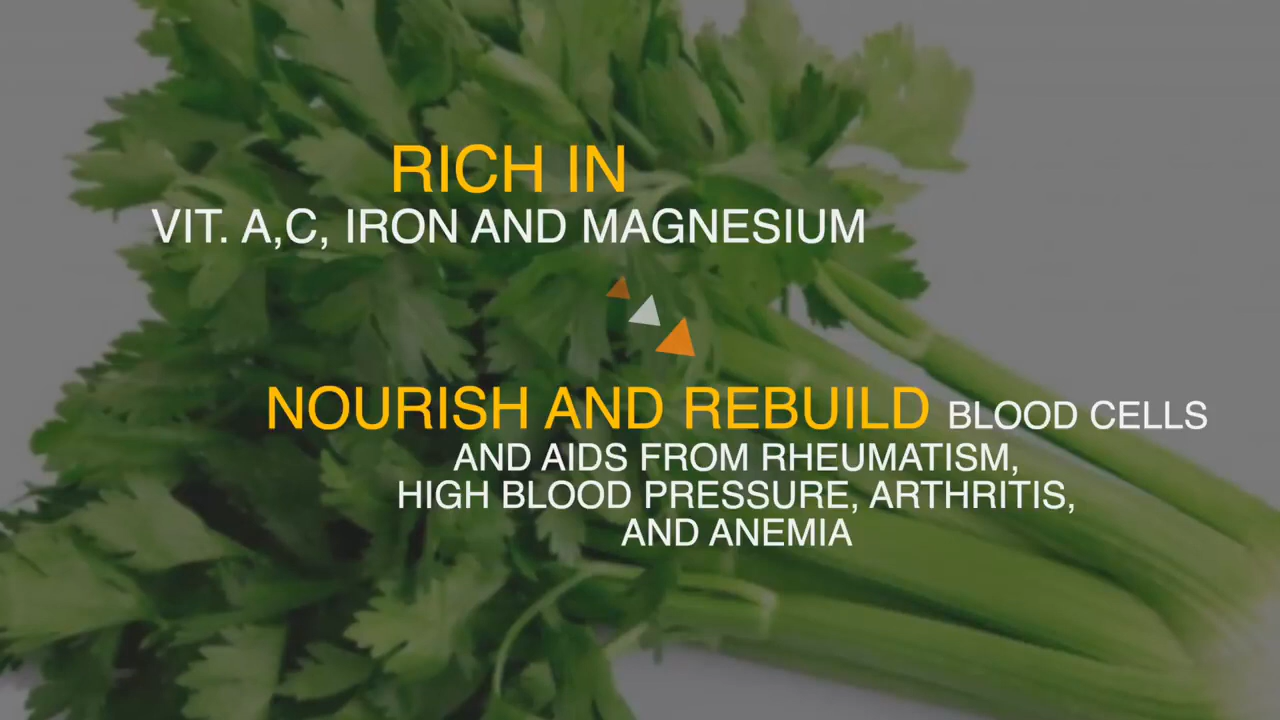 RICH IN
VIT. A,C, IRON AND MAGNESIUM
NOURISH AND REBUILD BLOOD CELLS
AND AIDS FROM RHEUMATISM,
HIGH BLOOD PRESSURE, ARTHRITIS,
AND ANEMIA